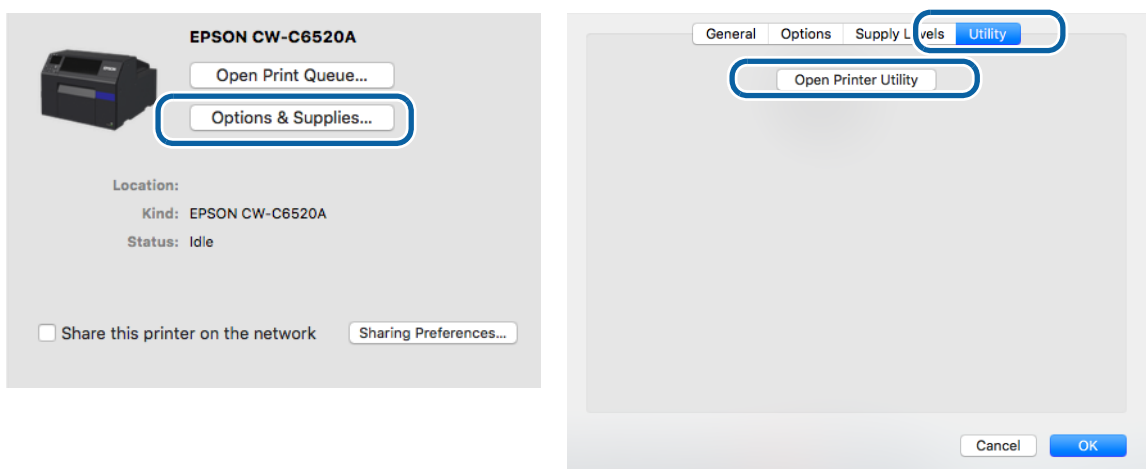 EPSON CW-C6520A
Open Print Queue...
Options & Supplies...
Location:
Kind: EPSON CW-C6520A
Status: Idle
Share this printer on the network
Sharing Preferences...
General Options Supply Levels Utility
Open Printer Utility
Cancel OK